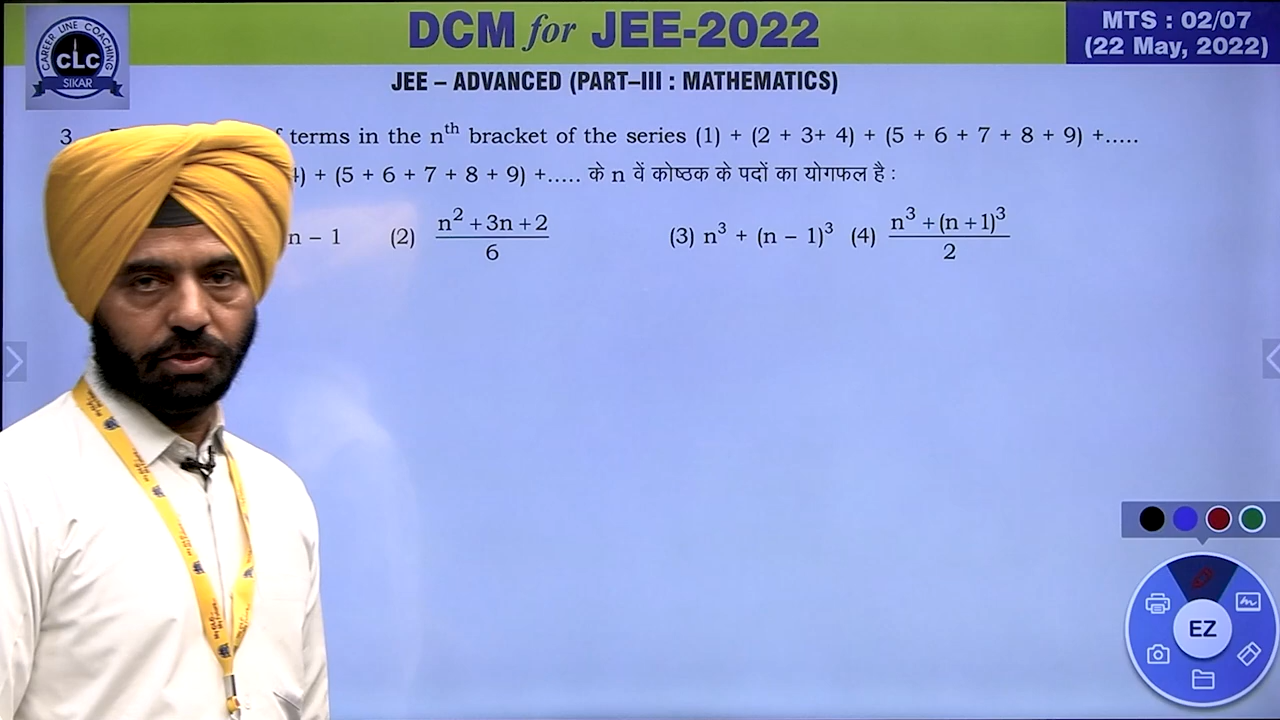 CAREER LINE COACHING
CLC
SIKAR
DCM for JEE-2022
MTS : 02/07
(22 May, 2022)
JEE – ADVANCED (PART–III : MATHEMATICS)
3. of terms in the nth bracket of the series (1) + (2 + 3+ 4) + (5 + 6 + 7 + 8 + 9) +.....
4) + (5 + 6 + 7 + 8 + 9) +..... के n वें कोष्ठक के पदों का योगफल है :
n – 1 (2) n² +3n +2 / 6 (3) n³ + (n – 1)³ (4) n³ +(n +1)³ / 2
EZ